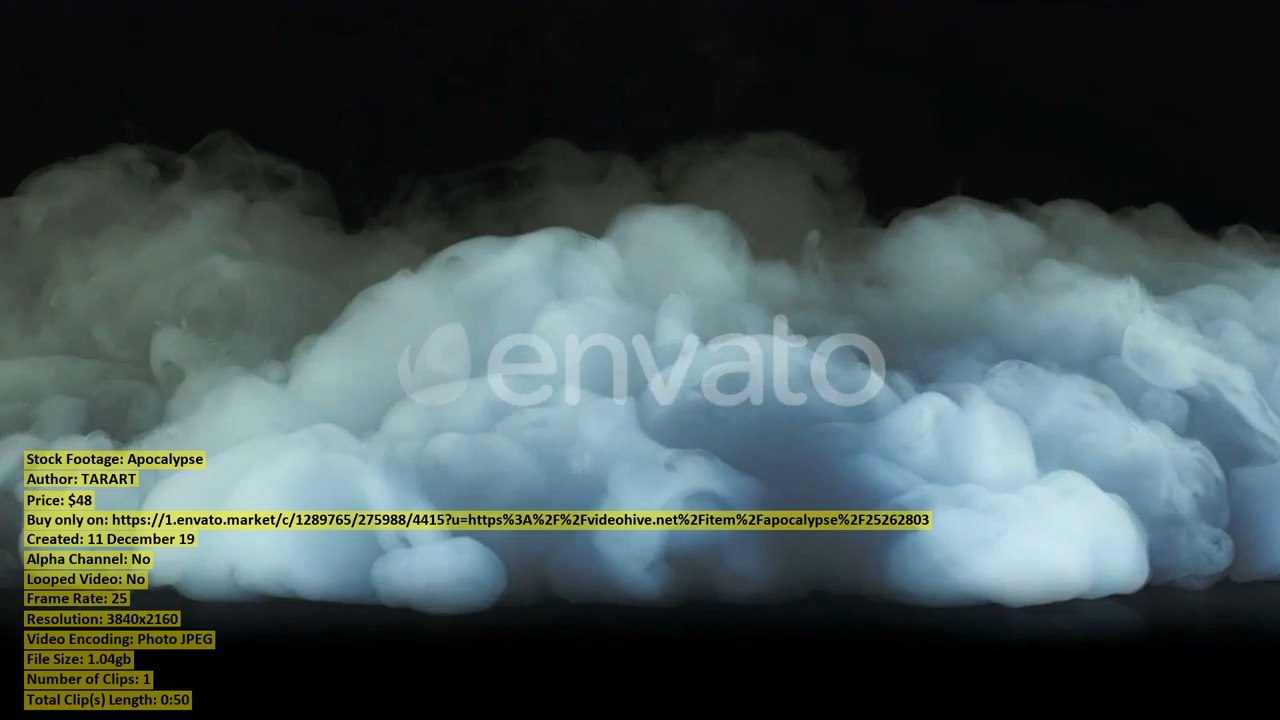 envato
Stock Footage: Apocalypse
Author: TARART
Price: $48
Buy only on: https://1.envato.market/c/1289765/275988/4415?u=https%3A%2F%2Fvideohive.net%2Fitem%2Fapocalypse%2F25262803
Created: 11 December 19
Alpha Channel: No
Looped Video: No
Frame Rate: 25
Resolution: 3840x2160
Video Encoding: Photo JPEG
File Size: 1.04gb
Number of Clips: 1
Total Clip(s) Length: 0:50